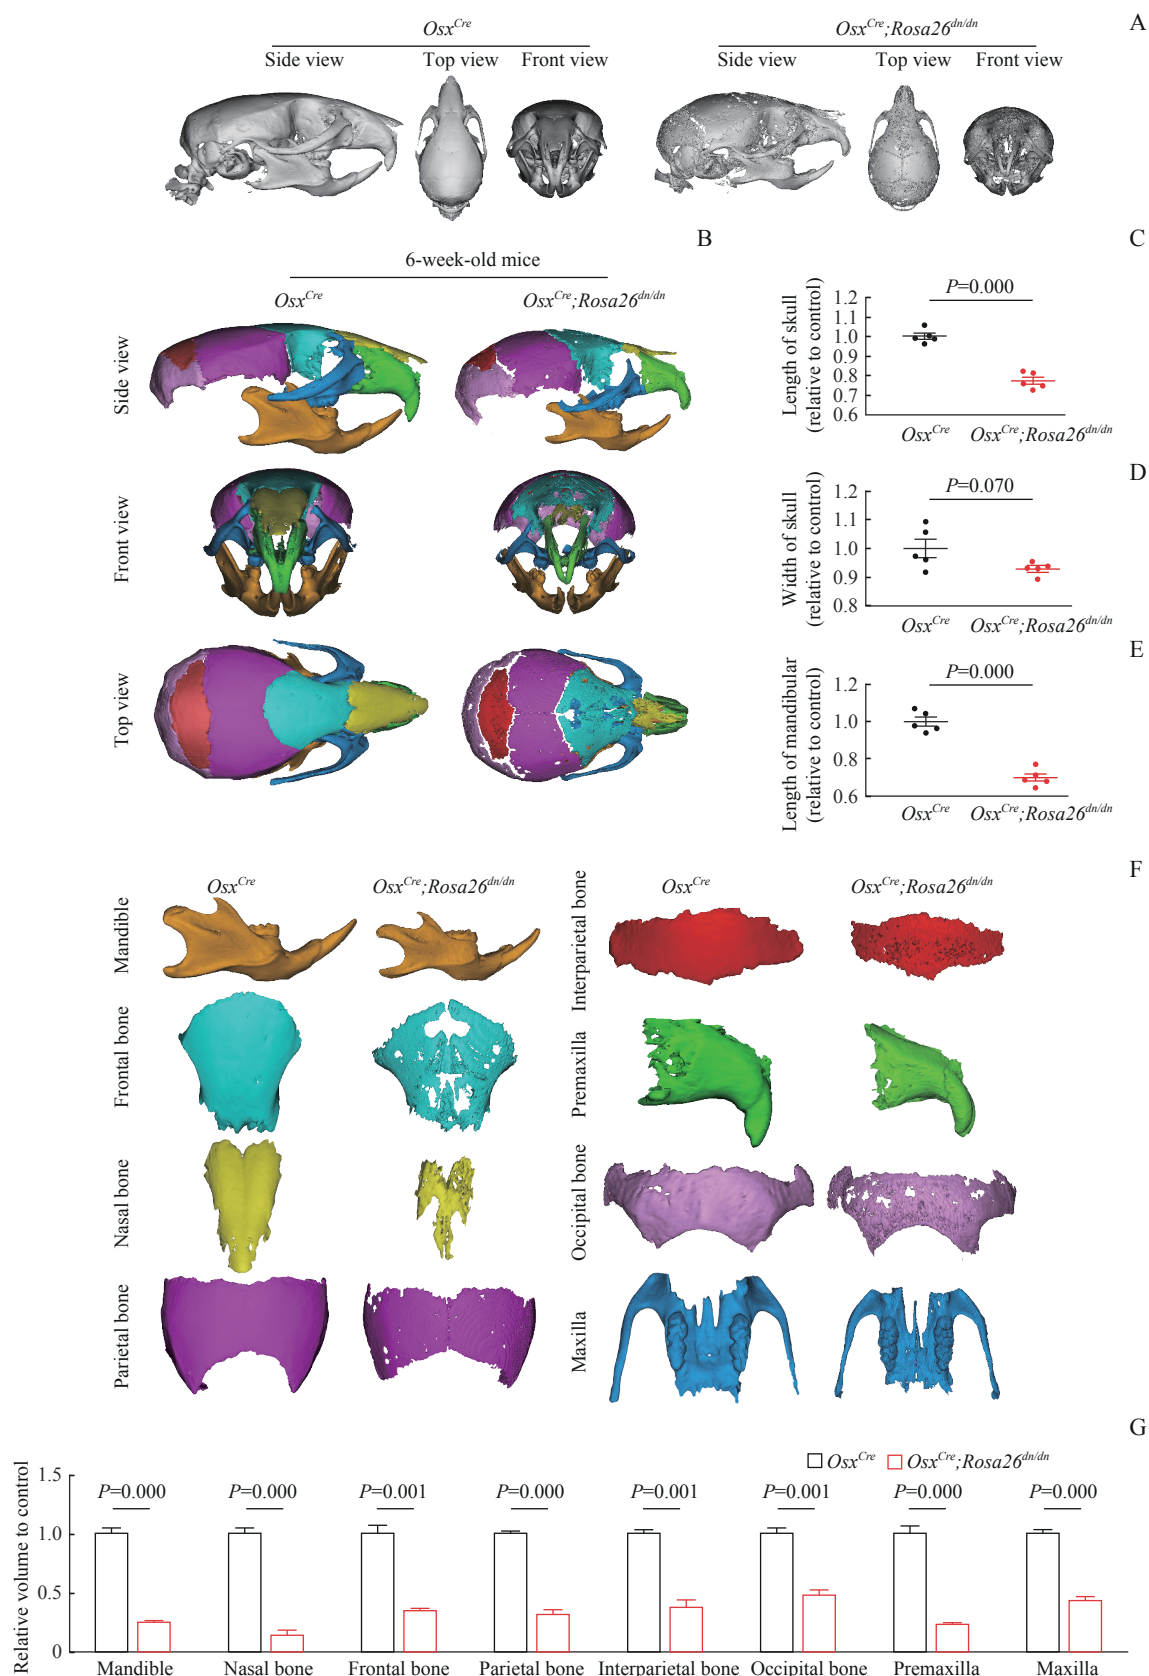 A
Osx^Cre
Osx^Cre;Rosa26^dn/dn
Side view Top view Front view
Side view Top view Front view
B
6-week-old mice
Osx^Cre
Osx^Cre;Rosa26^dn/dn
Side view
Front view
Top view
C
P=0.000
Length of skull
(relative to control)
1.2
1.1
1.0
0.9
0.8
0.7
0.6
Osx^Cre
Osx^Cre;Rosa26^dn/dn
D
P=0.070
Width of skull
(relative to control)
1.2
1.0
0.9
0.8
Osx^Cre
Osx^Cre;Rosa26^dn/dn
E
P=0.000
Length of mandibular
(relative to control)
1.2
1.0
0.8
0.6
Osx^Cre
Osx^Cre;Rosa26^dn/dn
F
Osx^Cre
Osx^Cre;Rosa26^dn/dn
Osx^Cre
Osx^Cre;Rosa26^dn/dn
Mandible
Frontal bone
Nasal bone
Parietal bone
Interparietal bone
Premaxilla
Occipital bone
Maxilla
G
Osx^Cre
Osx^Cre;Rosa26^dn/dn
Relative volume to control
1.5
1.0
0.5
0
P=0.000
P=0.000
P=0.001
P=0.000
P=0.001
P=0.001
P=0.000
P=0.000
Mandible
Nasal bone
Frontal bone
Parietal bone
Interparietal bone
Occipital bone
Premaxilla
Maxilla